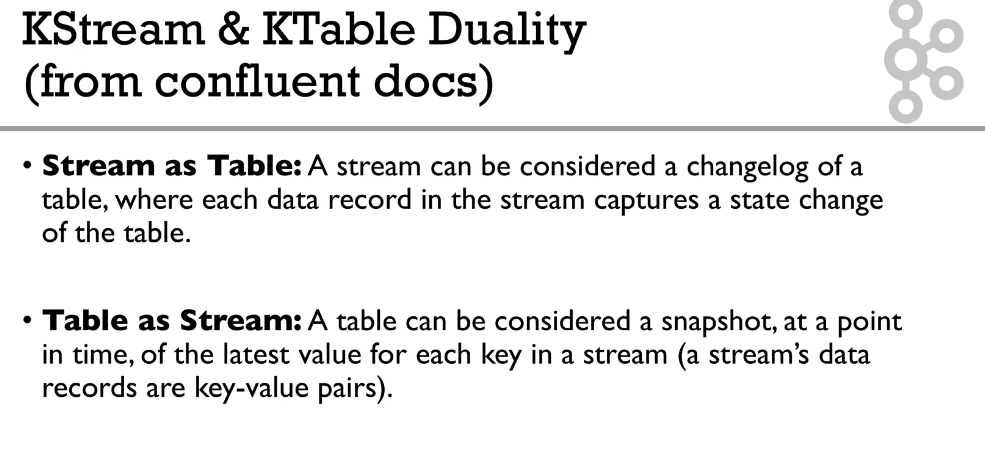 KStream & KTable Duality
(from confluent docs)
• Stream as Table: A stream can be considered a changelog of a
table, where each data record in the stream captures a state change
of the table.
• Table as Stream: A table can be considered a snapshot, at a point
in time, of the latest value for each key in a stream (a stream’s data
records are key-value pairs).